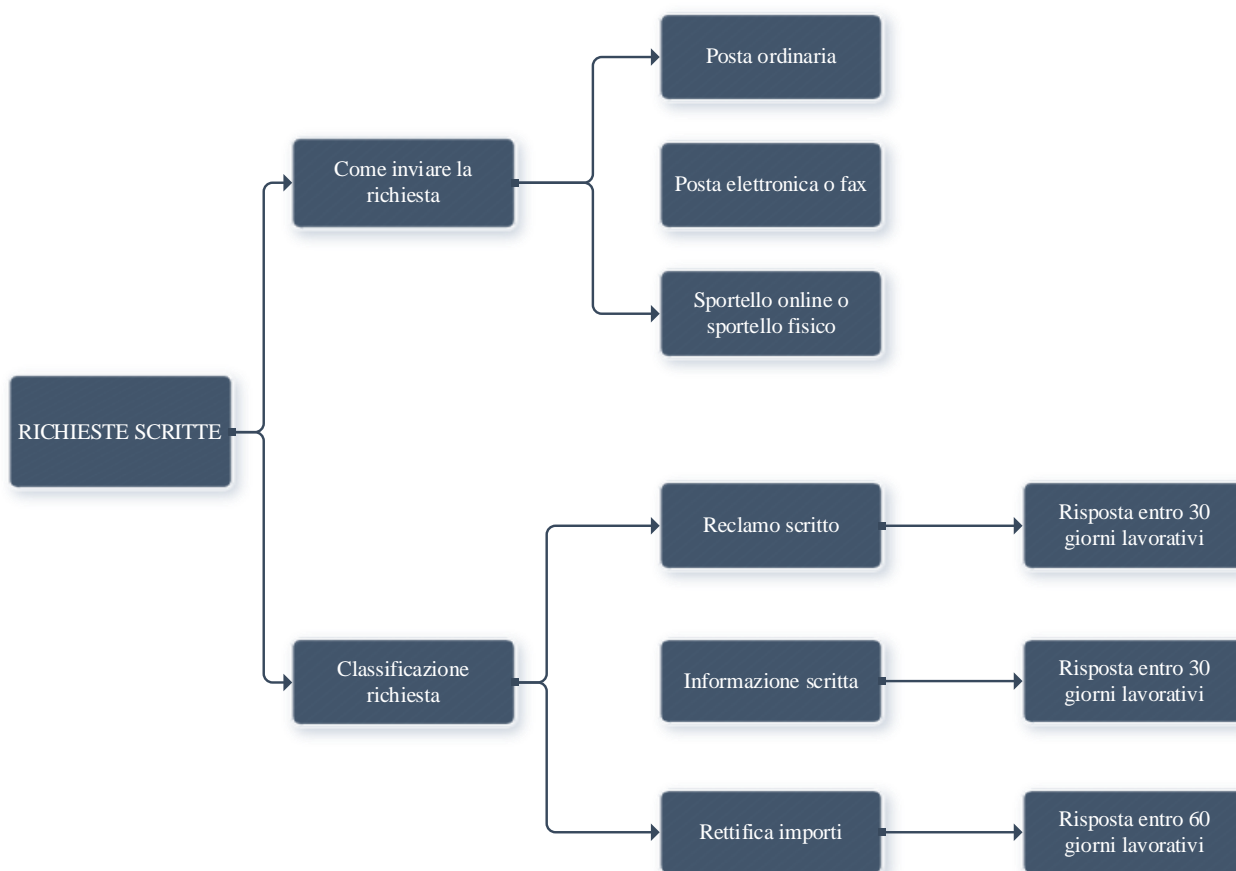 Posta ordinaria
Come inviare la
richiesta
Posta elettronica o fax
Sportello online o
sportello fisico
RICHIESTE SCRITTE
Reclamo scritto
Risposta entro 30
giorni lavorativi
Classificazione
richiesta
Informazione scritta
Risposta entro 30
giorni lavorativi
Rettifica importi
Risposta entro 60
giorni lavorativi